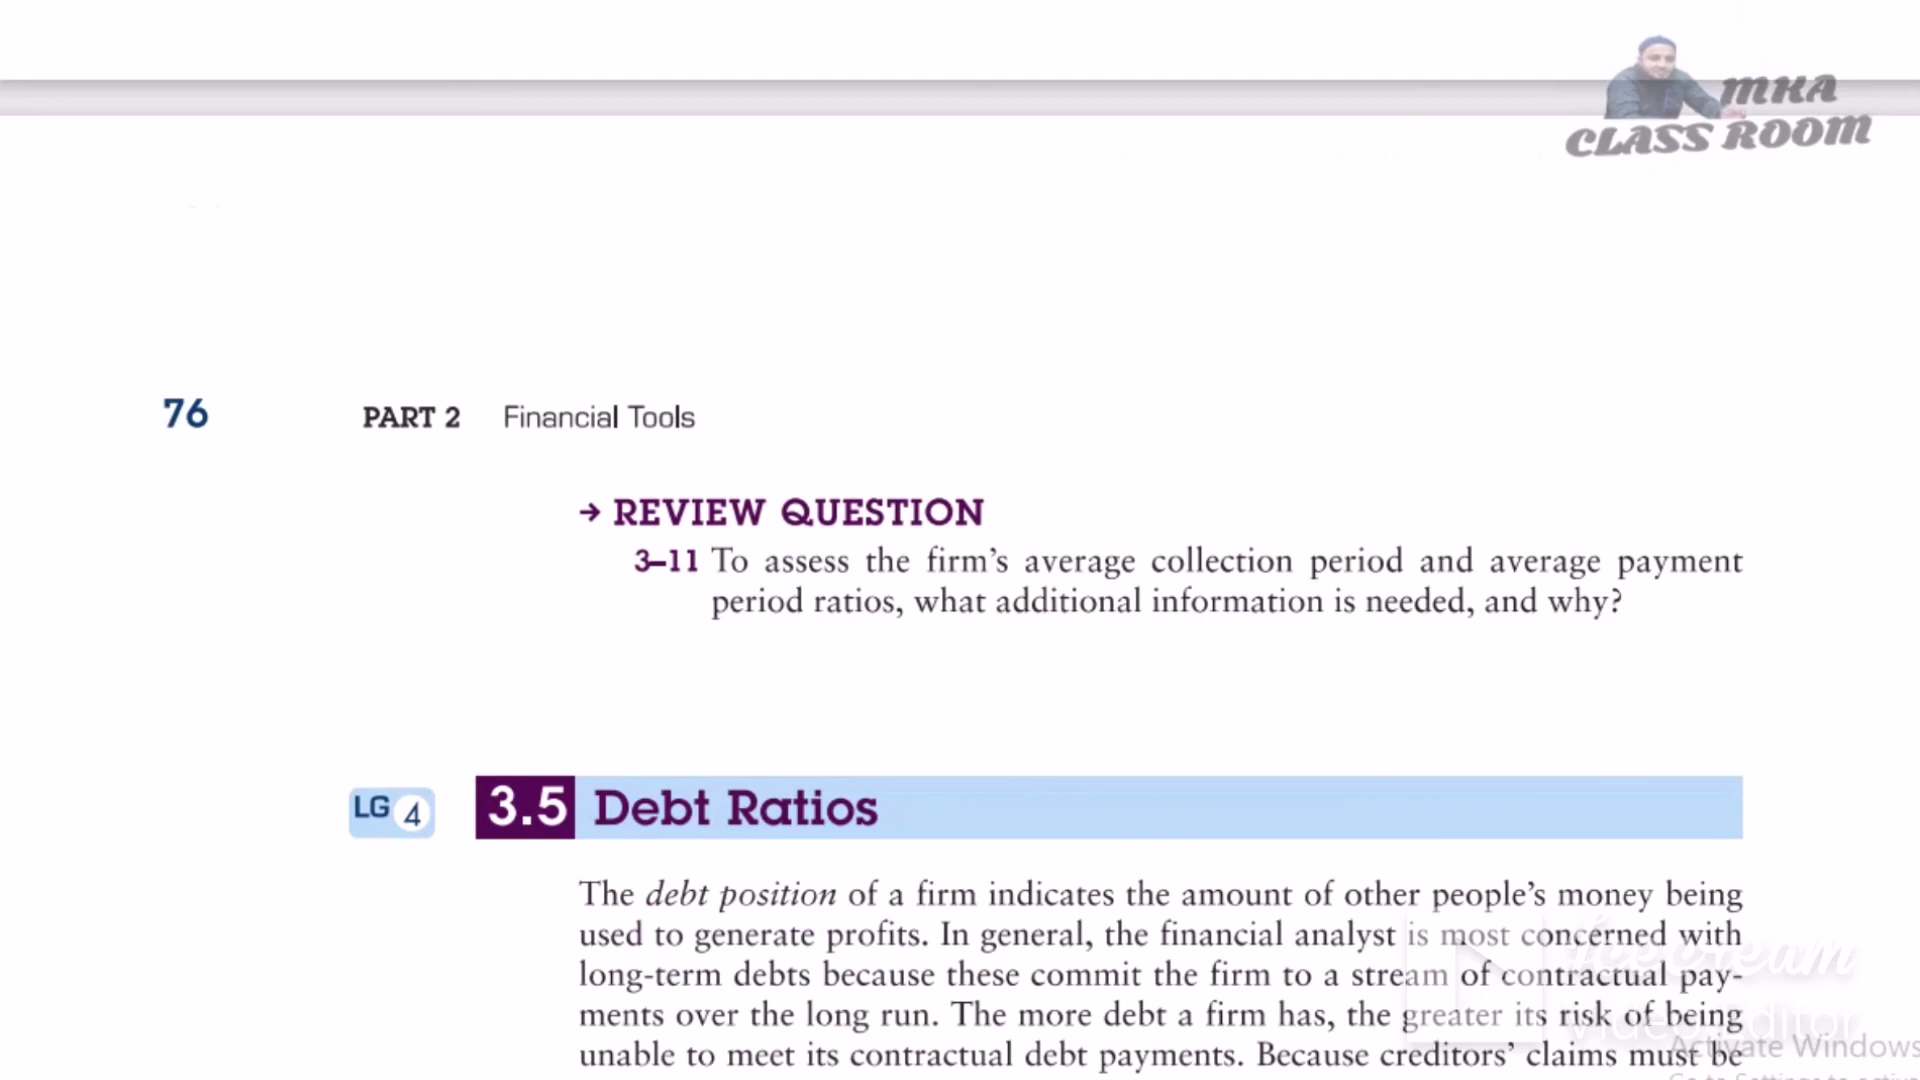 MKA
CLASS ROOM
76 PART 2 Financial Tools
→ REVIEW QUESTION
3–11 To assess the firm's average collection period and average payment
period ratios, what additional information is needed, and why?
LG 4 3.5 Debt Ratios
The debt position of a firm indicates the amount of other people's money being
used to generate profits. In general, the financial analyst is most concerned with
long-term debts because these commit the firm to a stream of contractual pay-
ments over the long run. The more debt a firm has, the greater its risk of being
unable to meet its contractual debt payments. Because creditors' claims must be
Icecream
Video Editor
Activate Windows